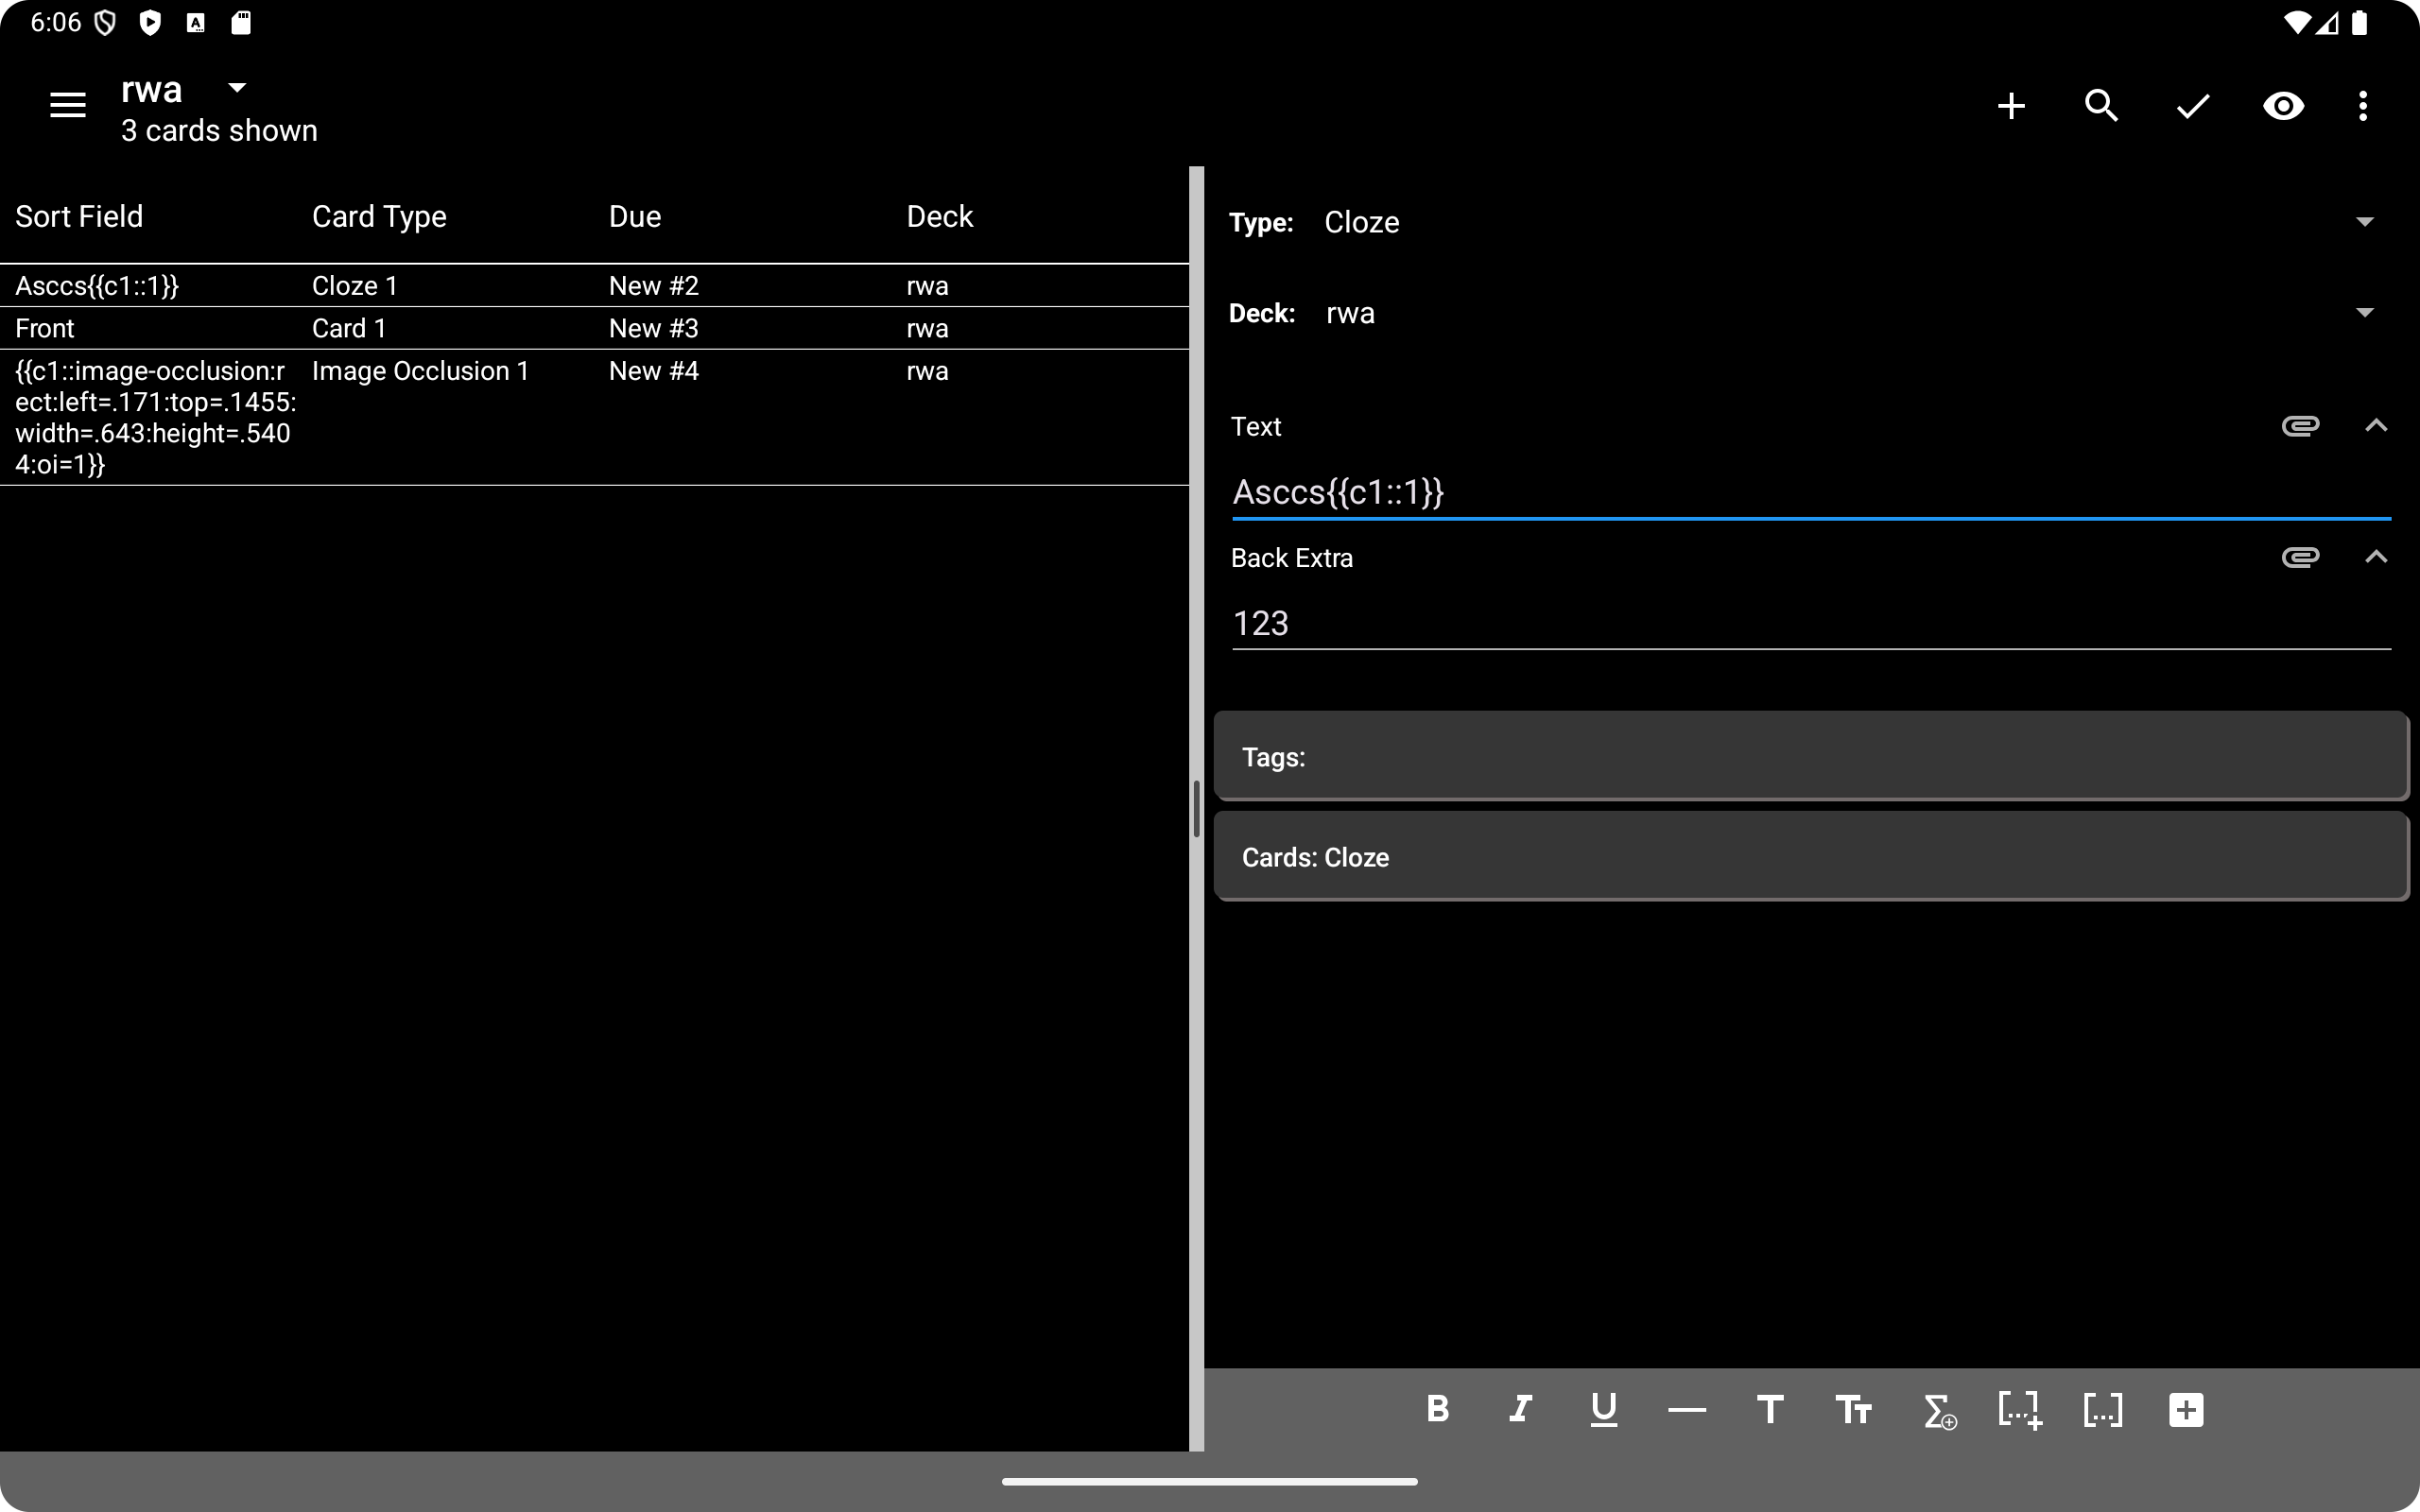 6:06
rwa
3 cards shown
Sort Field Card Type Due Deck
Asccs{{c1::1}} Cloze 1 New #2 rwa
Front Card 1 New #3 rwa
{{c1::image-occlusion:r Image Occlusion 1 New #4 rwa
ect:left=.171:top=.1455:
width=.643:height=.540
4:oi=1}}
Type: Cloze
Deck: rwa
Text
Asccs{{c1::1}}
Back Extra
123
Tags:
Cards: Cloze